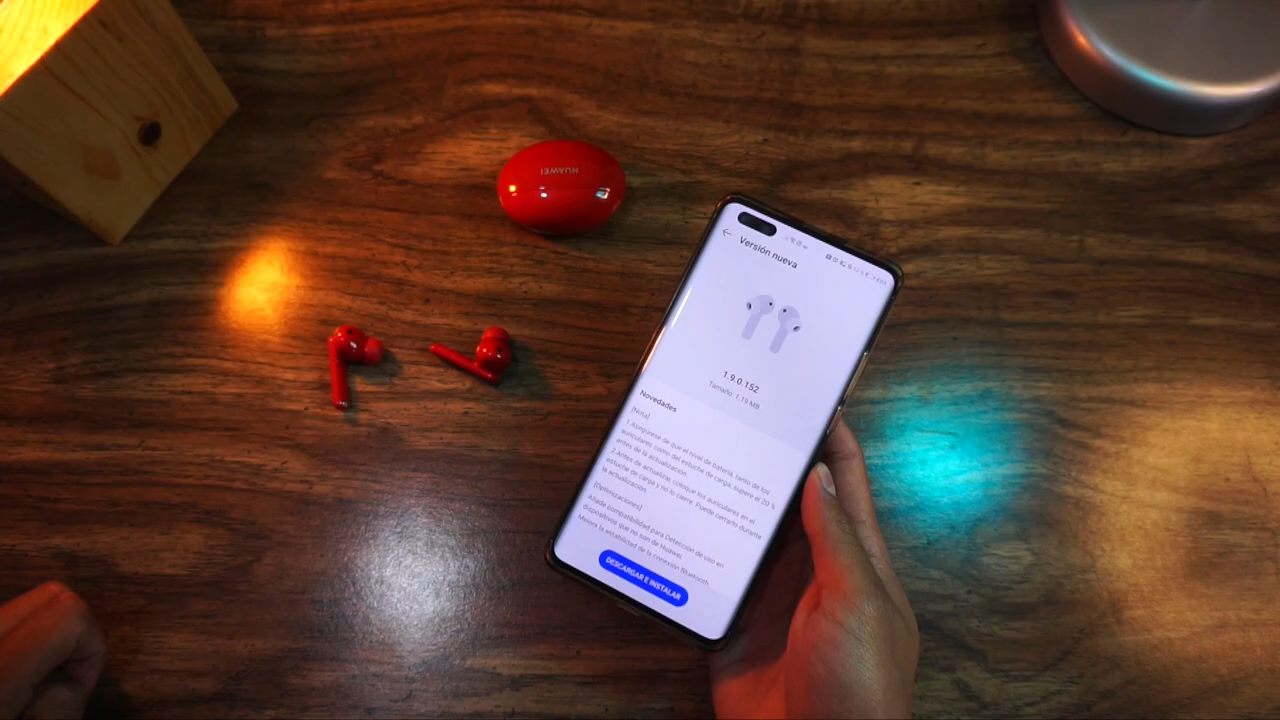 HUAWEI
Versión nueva
1.9.0.152
Tamaño: 1.19 MB
Novedades
[Nota]
1.Asegúrese de que el nivel de batería, tanto de los
auriculares como del estuche de carga, supere el 20 %
antes de la actualización.
2.Antes de actualizar, coloque los auriculares en el
estuche de carga y no lo cierre. Puede cerrarlo durante
la actualización.
[Optimizaciones]
Añade compatibilidad para Detección de uso en
dispositivos que no son de Huawei.
Mejora la estabilidad de la conexión Bluetooth.
DESCARGAR E INSTALAR